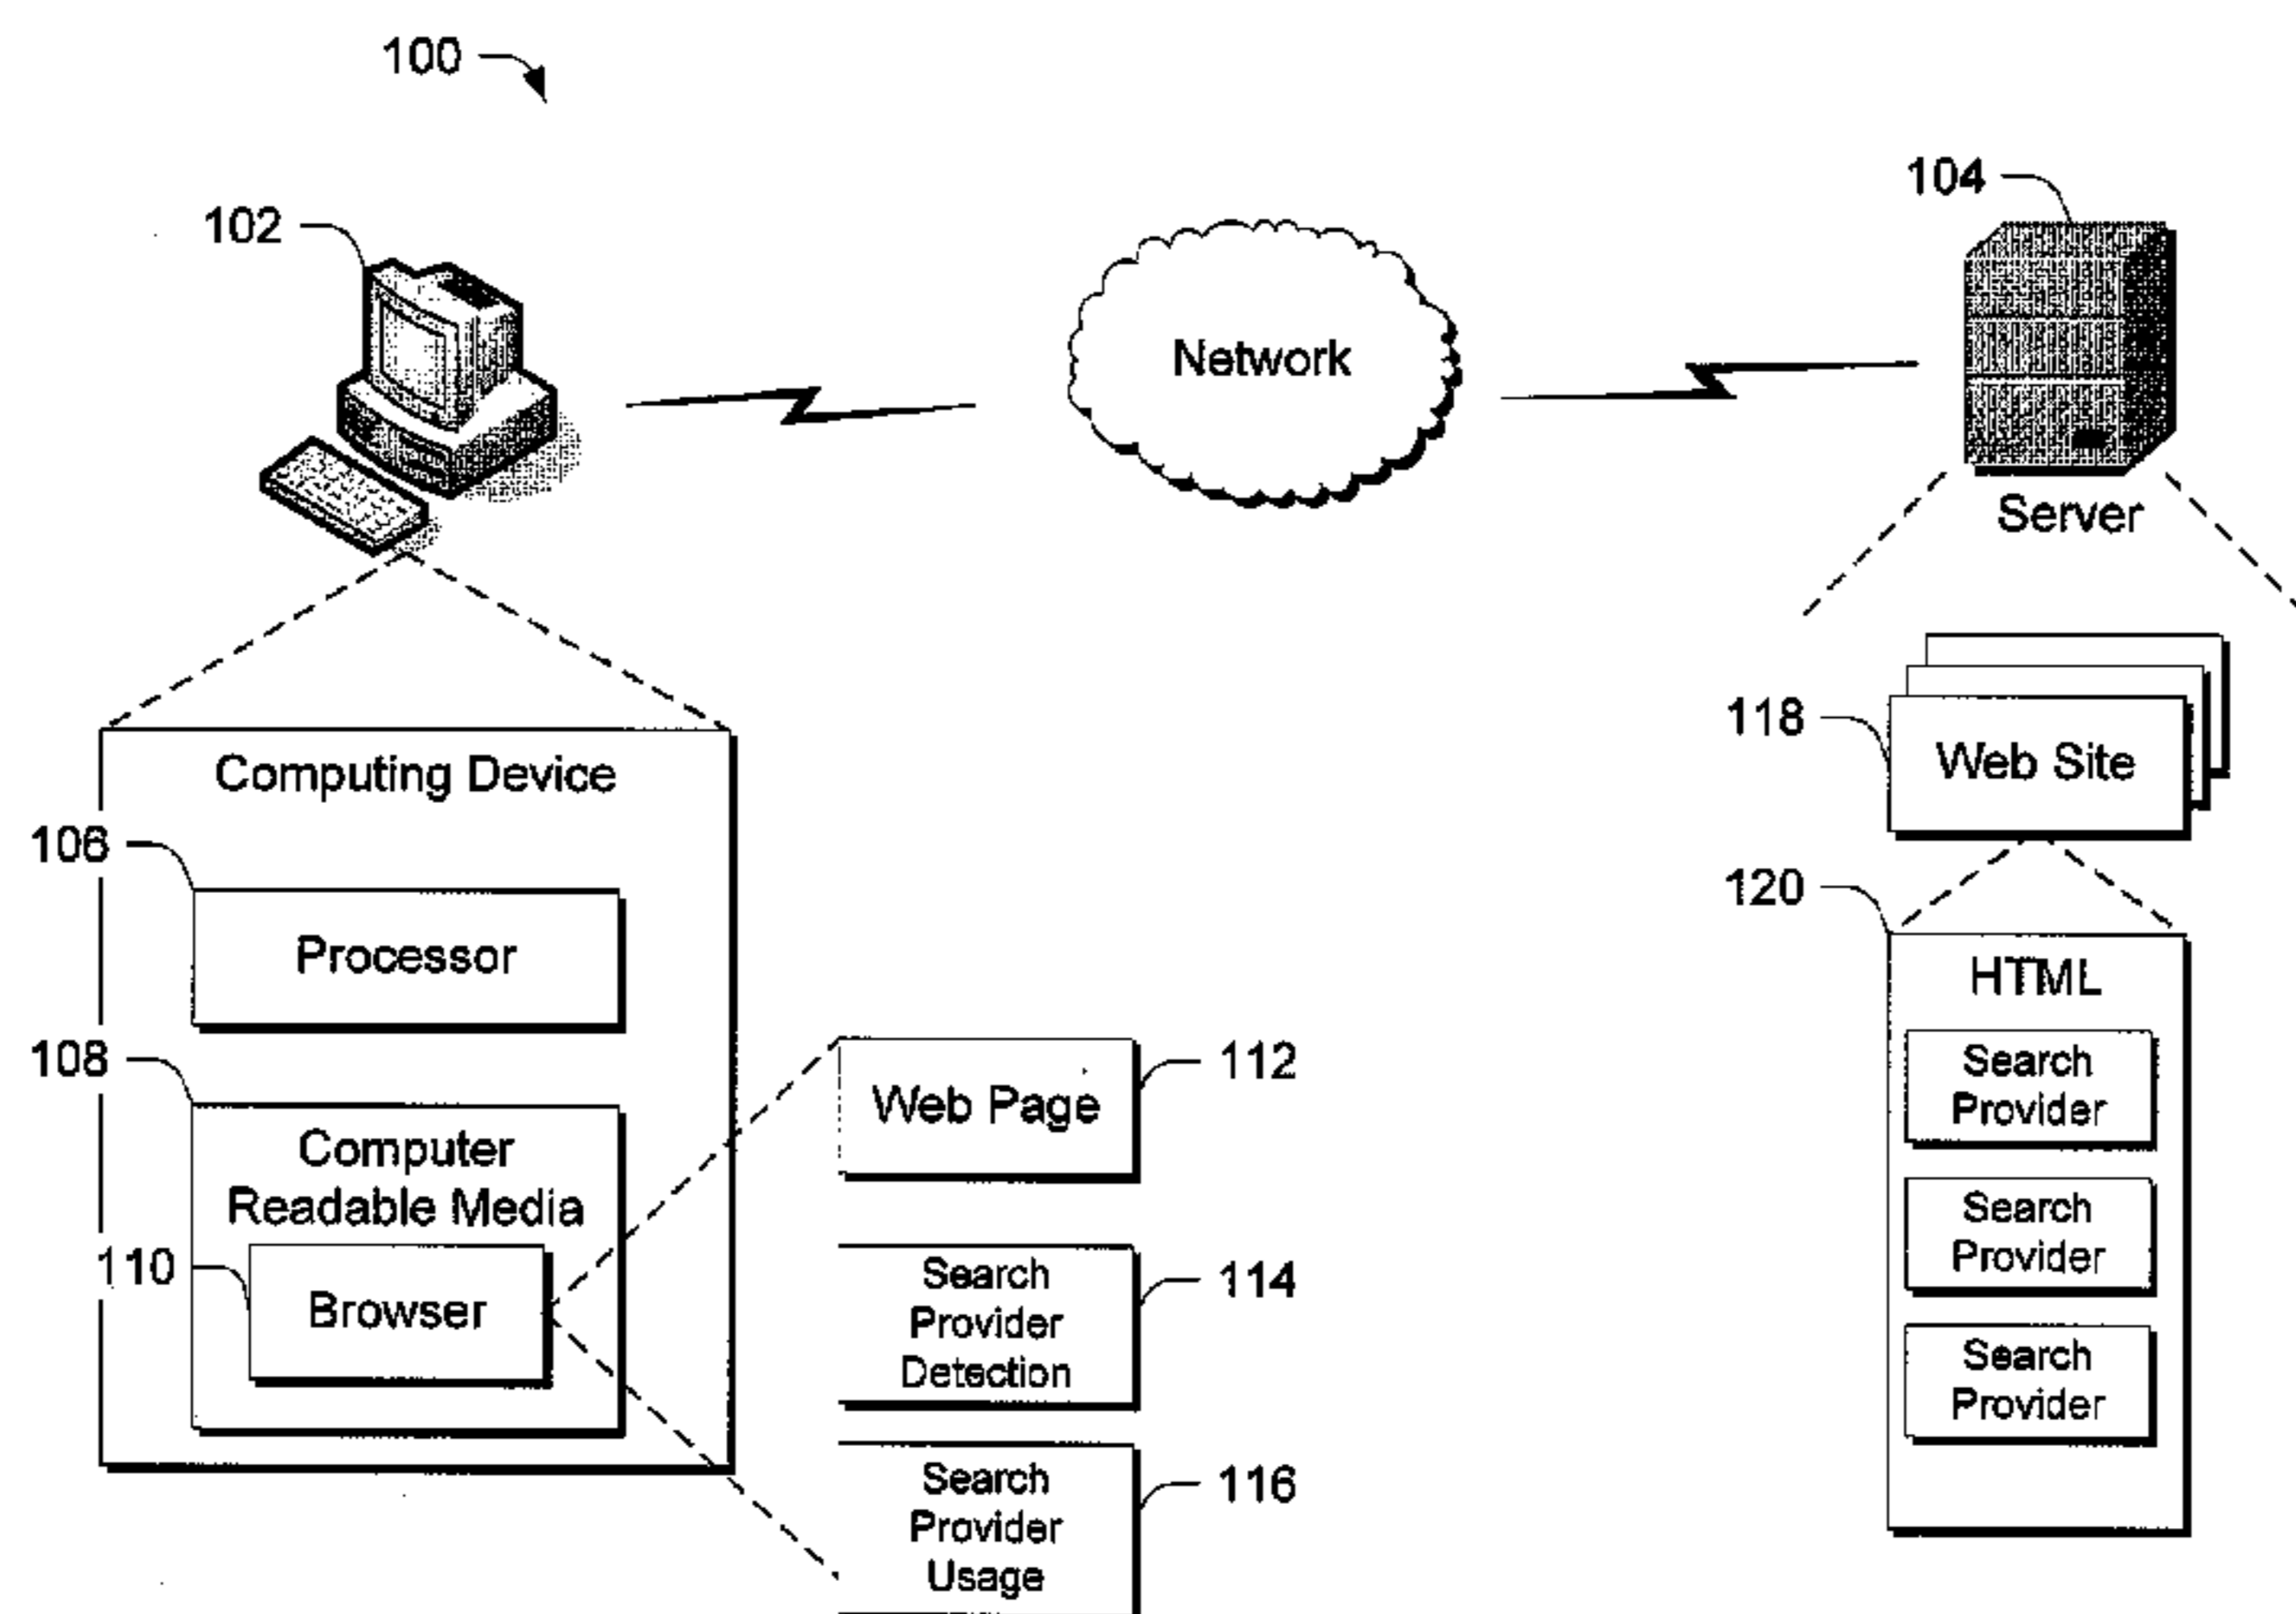 100
102
104
Network
Server
Computing Device
118
Web Site
106
Processor
120
HTML
108
Computer
Readable Media
110
Browser
Web Page
112
Search
Provider
Detection
114
Search
Provider
Usage
116
Search
Provider
Search
Provider
Search
Provider